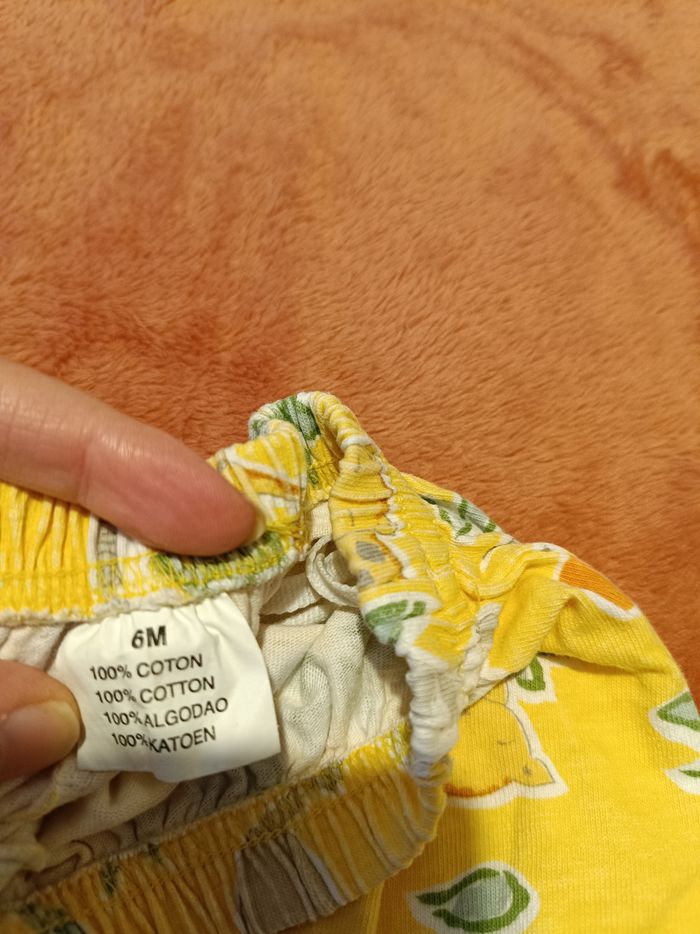 6M
100% COTON
100% COTTON
100% ALGODAO
100% KATOEN